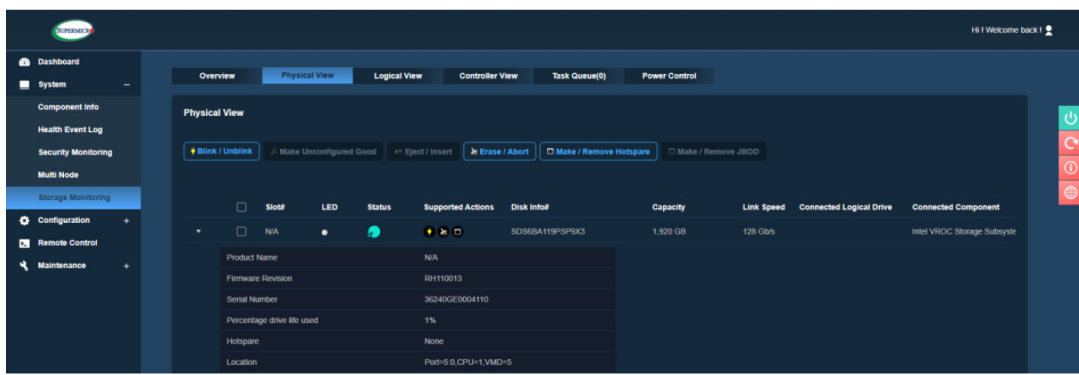 SUPERMICR
Hi ! Welcome back !
Dashboard
System −
Component Info
Health Event Log
Security Monitoring
Multi Node
Storage Monitoring
Configuration +
Remote Control
Maintenance +
Overview Physical View Logical View Controller View Task Queue(0) Power Control
Physical View
Blink / Unblink Make Unconfigured Good Eject / Insert Erase / Abort Make / Remove Hotspare Make / Remove JBOD
Slot# LED Status Supported Actions Disk Info# Capacity Link Speed Connected Logical Drive Connected Component
N/A SDS6BA119PSP9X3 1,920 GB 128 Gb/s Intel VROC Storage Subsyste
Product Name N/A
Firmware Revision RH110013
Serial Number 36240GE0004110
Percentage drive life used 1%
Hotspare None
Location Port=5:0,CPU=1,VMD=5